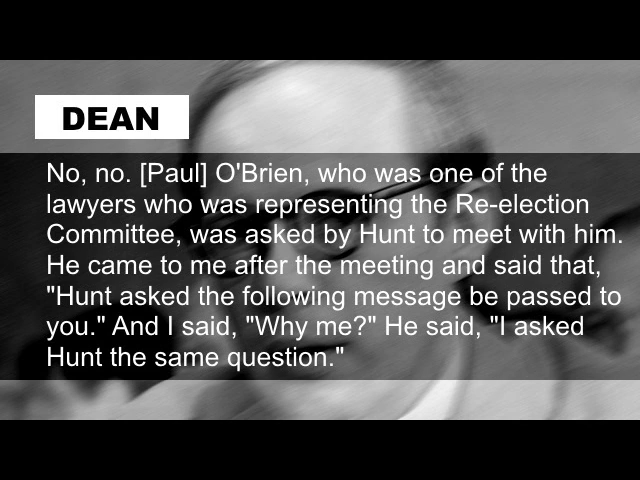 DEAN
No, no. [Paul] O'Brien, who was one of the
lawyers who was representing the Re-election
Committee, was asked by Hunt to meet with him.
He came to me after the meeting and said that,
"Hunt asked the following message be passed to
you." And I said, "Why me?" He said, "I asked
Hunt the same question."